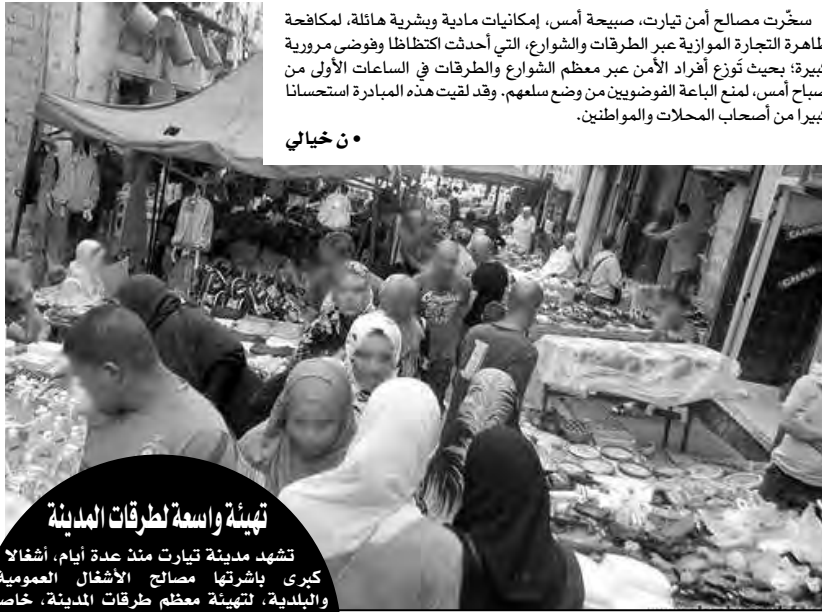 سخّرت مصالح أمن تيارت، صبيحة أمس، إمكانيات مادية وبشرية هائلة، لمكافحة
ظاهرة التجارة الموازية عبر الطرقات والشوارع، التي أحدثت اكتظاظا وفوضى مرورية
كبيرة؛ بحيث تَوزع أفراد الأمن عبر معظم الشوارع والطرقات في الساعات الأولى من
صباح أمس، لمنع الباعة الفوضويين من وضع سلعهم. وقد لقيت هذه المبادرة استحسانا
كبيرا من أصحاب المحلات والمواطنين.
• ن خيالي
تهيئة واسعة لطرقات المدينة
تشهد مدينة تيارت منذ عدة أيام، أشغالا
كبرى باشرتها مصالح الأشغال العمومية
والبلدية، لتهيئة معظم طرقات المدينة، خاصة